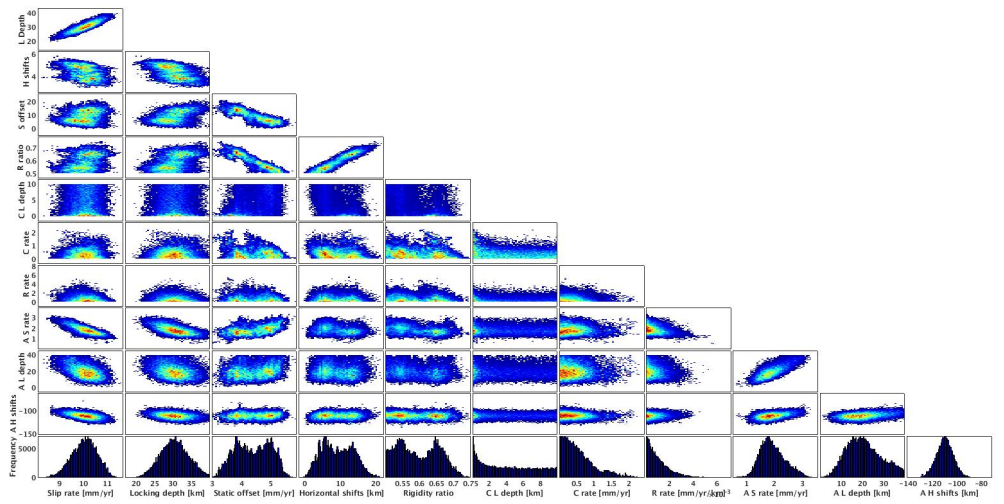 L Depth 40 30 20
H shifts 6 4
S offset 20 10 0
R ratio 0.7 0.6 0.5
C L depth 10 5 0
C rate 2 1 0
R rate 8 6 4 2 0
A S rate 3 2 1
A L depth 40 20 0
A H shifts -100 -150
Frequency 5000 0
9 10 11 20 25 30 35 3 4 5 0 10 20 0.55 0.6 0.65 0.7 0 2 4 6 8 0.5 1 1.5 2 2 4 6 1 2 3 0 10 20 30 -140 -120 -100 -80
Slip rate [mm/yr] Locking depth [km] Static offset [mm/yr] Horizontal shifts [km] Rigidity ratio C L depth [km] C rate [mm/yr] R rate [mm/yr/km] A S rate [mm/yr] A L depth [km] A H shifts [km]